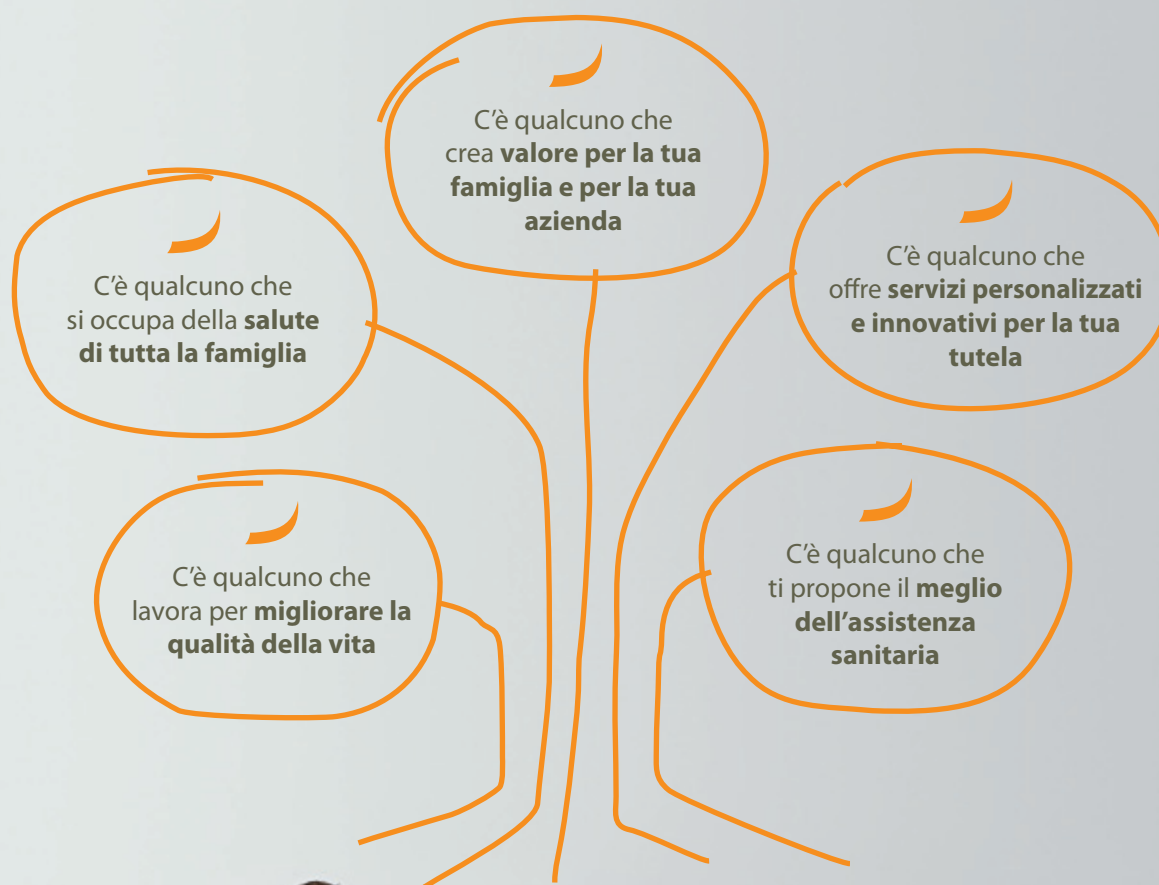 C'è qualcuno che
crea valore per la tua
famiglia e per la tua
azienda
C'è qualcuno che
si occupa della salute
di tutta la famiglia
C'è qualcuno che
offre servizi personalizzati
e innovativi per la tua
tutela
C'è qualcuno che
lavora per migliorare la
qualità della vita
C'è qualcuno che
ti propone il meglio
dell'assistenza
sanitaria